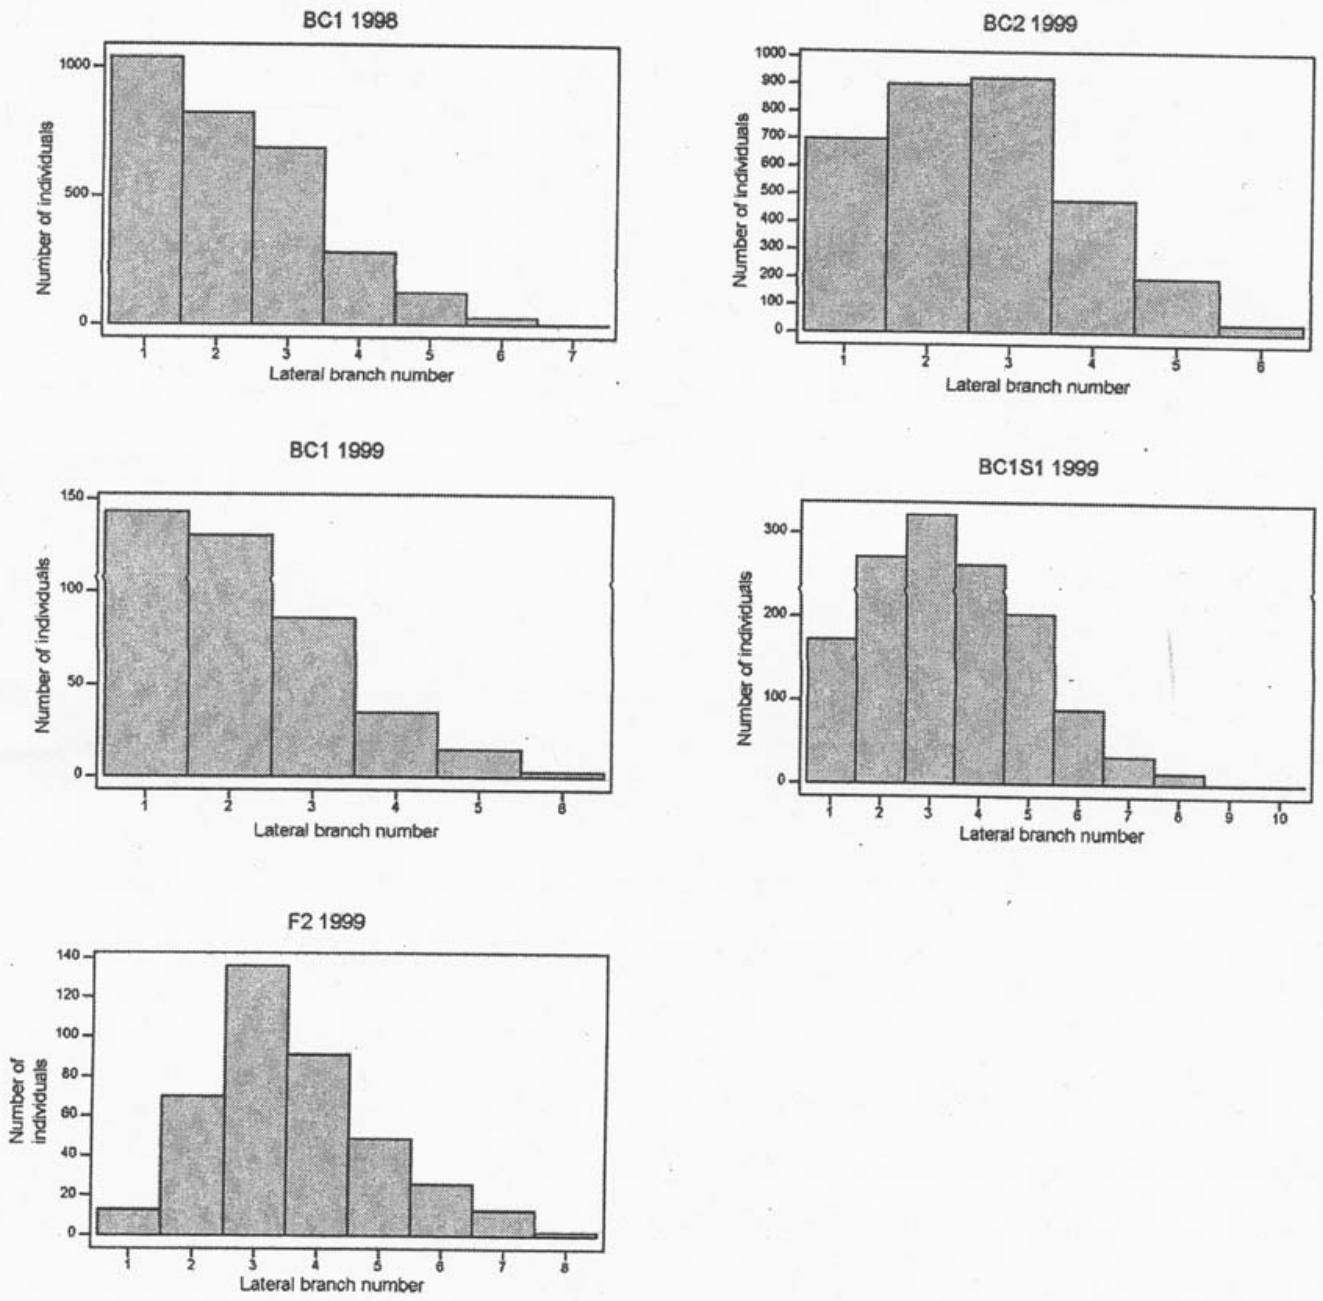 BC1 1998
1000
500
0
Number of individuals
1 2 3 4 5 6 7
Lateral branch number
BC2 1999
1000
900
800
700
600
500
400
300
200
100
0
Number of individuals
1 2 3 4 5 6
Lateral branch number
BC1 1999
150
100
50
0
Number of individuals
1 2 3 4 5 6
Lateral branch number
BC1S1 1999
300
200
100
0
Number of individuals
1 2 3 4 5 6 7 8 9 10
Lateral branch number
F2 1999
140
120
100
80
60
40
20
0
Number of
individuals
1 2 3 4 5 6 7 8
Lateral branch number